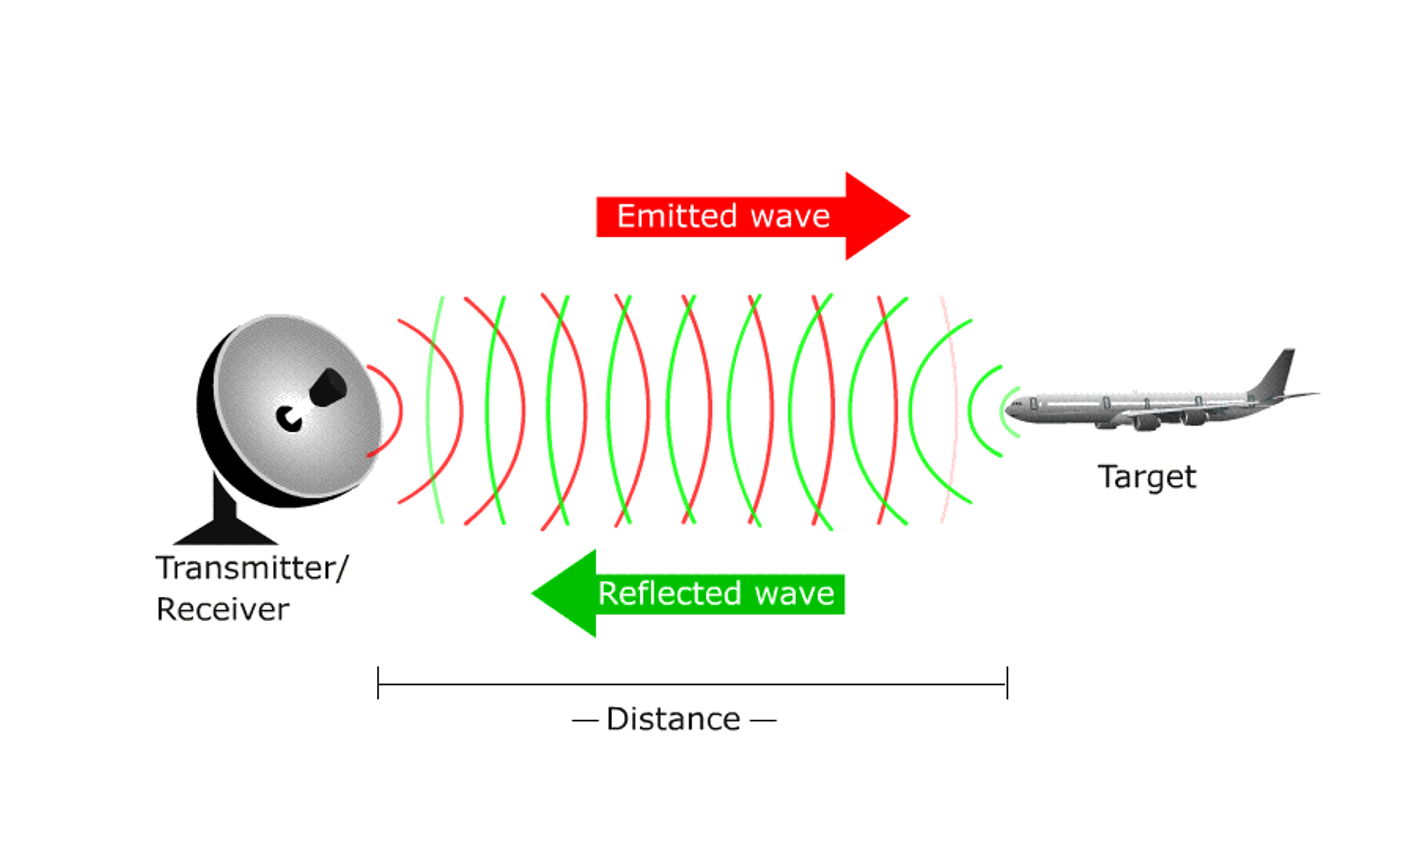 Emitted wave
Target
Transmitter/
Receiver
Reflected wave
— Distance —